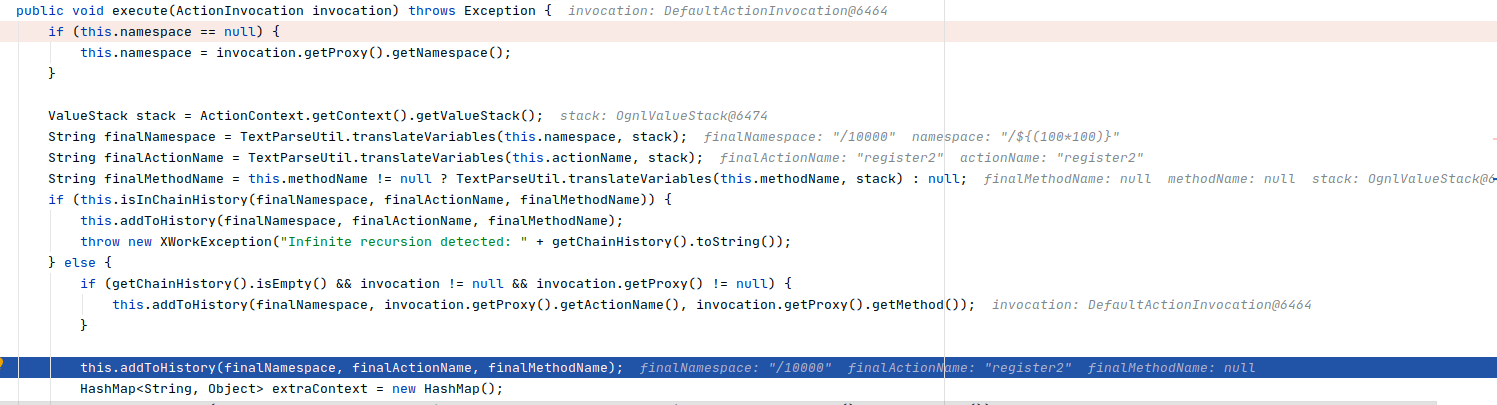 public void execute(ActionInvocation invocation) throws Exception {  invocation: DefaultActionInvocation@6464
if (this.namespace == null) {
this.namespace = invocation.getProxy().getNamespace();
}
ValueStack stack = ActionContext.getContext().getValueStack();  stack: OgnlValueStack@6474
String finalNamespace = TextParseUtil.translateVariables(this.namespace, stack);  finalNamespace: "/10000"  namespace: "/${(100*100)}"
String finalActionName = TextParseUtil.translateVariables(this.actionName, stack);  finalActionName: "register2"  actionName: "register2"
String finalMethodName = this.methodName != null ? TextParseUtil.translateVariables(this.methodName, stack) : null;  finalMethodName: null  methodName: null  stack: OgnlValueStack@6
if (this.isInChainHistory(finalNamespace, finalActionName, finalMethodName)) {
this.addToHistory(finalNamespace, finalActionName, finalMethodName);
throw new XWorkException("Infinite recursion detected: " + getChainHistory().toString());
} else {
if (getChainHistory().isEmpty() && invocation != null && invocation.getProxy() != null) {
this.addToHistory(finalNamespace, invocation.getProxy().getActionName(), invocation.getProxy().getMethod());  invocation: DefaultActionInvocation@6464
}
this.addToHistory(finalNamespace, finalActionName, finalMethodName);  finalNamespace: "/10000"  finalActionName: "register2"  finalMethodName: null
HashMap<String, Object> extraContext = new HashMap();